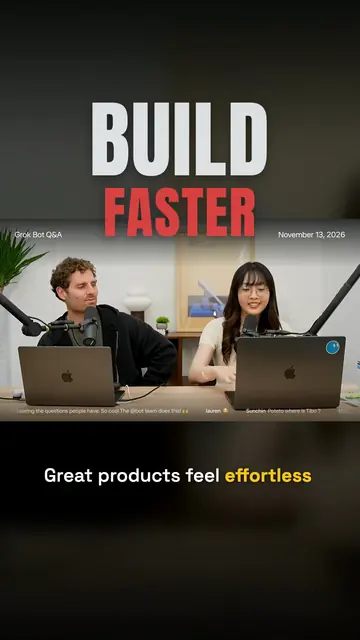 BUILD
FASTER
Grok Bot Q&A
November 13, 2026
the questions people have. So cool The @bot team does this! 🙌
lauren 😄
Sunchin Potato where is Tibo ?
Great products feel effortless